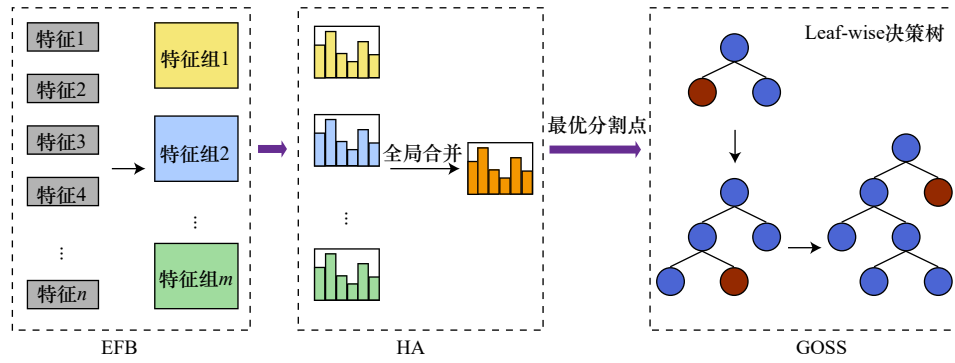 特征1
特征2
特征3
特征4
⋮
特征n
特征组1
特征组2
⋮
特征组m
EFB
⋮
全局合并
HA
最优分割点
Leaf-wise决策树
GOSS